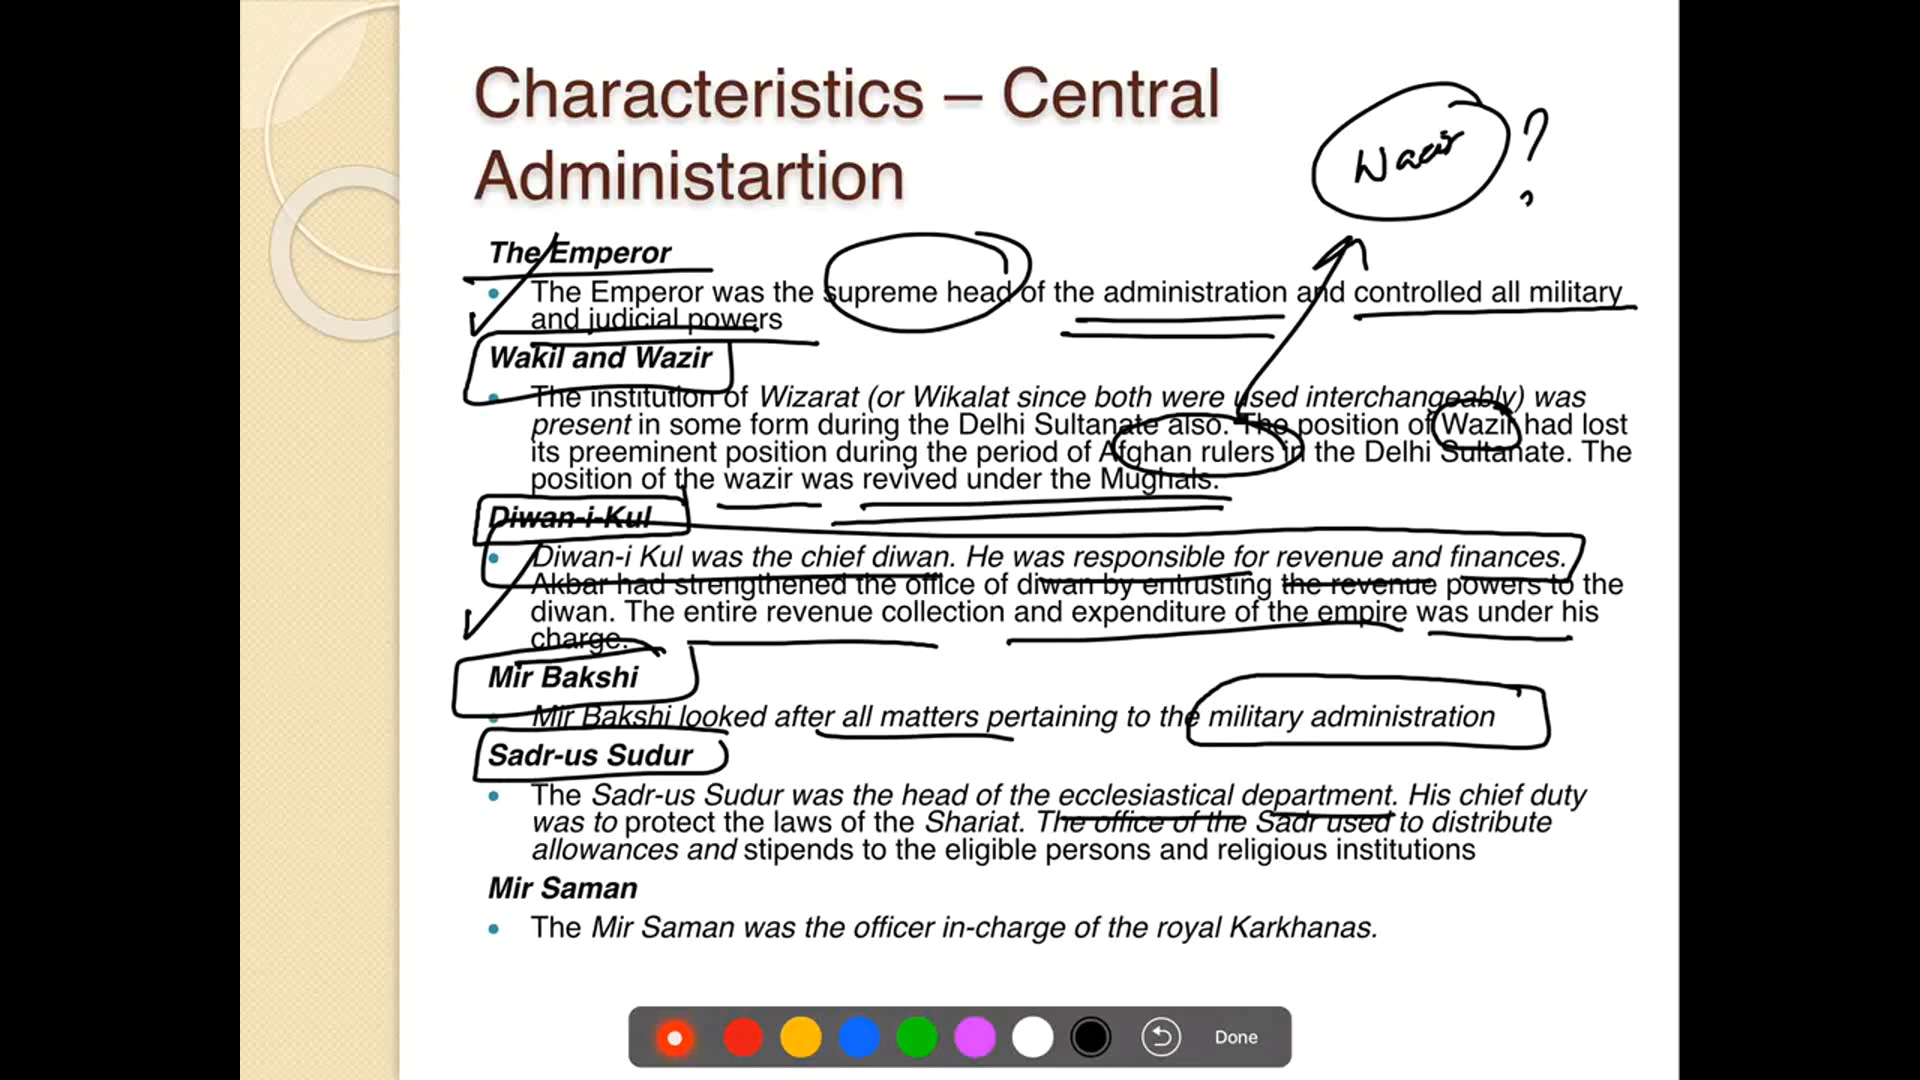 Characteristics – Central
Administartion
Wazir ?
The Emperor
The Emperor was the supreme head of the administration and controlled all military
and judicial powers
Wakil and Wazir
The institution of Wizarat (or Wikalat since both were used interchangeably) was
present in some form during the Delhi Sultanate also. The position of Wazir had lost
its preeminent position during the period of Afghan rulers in the Delhi Sultanate. The
position of the wazir was revived under the Mughals.
Diwan-i-Kul
Diwan-i Kul was the chief diwan. He was responsible for revenue and finances.
Akbar had strengthened the office of diwan by entrusting the revenue powers to the
diwan. The entire revenue collection and expenditure of the empire was under his
charge.
Mir Bakshi
Mir Bakshi looked after all matters pertaining to the military administration
Sadr-us Sudur
The Sadr-us Sudur was the head of the ecclesiastical department. His chief duty
was to protect the laws of the Shariat. The office of the Sadr used to distribute
allowances and stipends to the eligible persons and religious institutions
Mir Saman
The Mir Saman was the officer in-charge of the royal Karkhanas.
Done